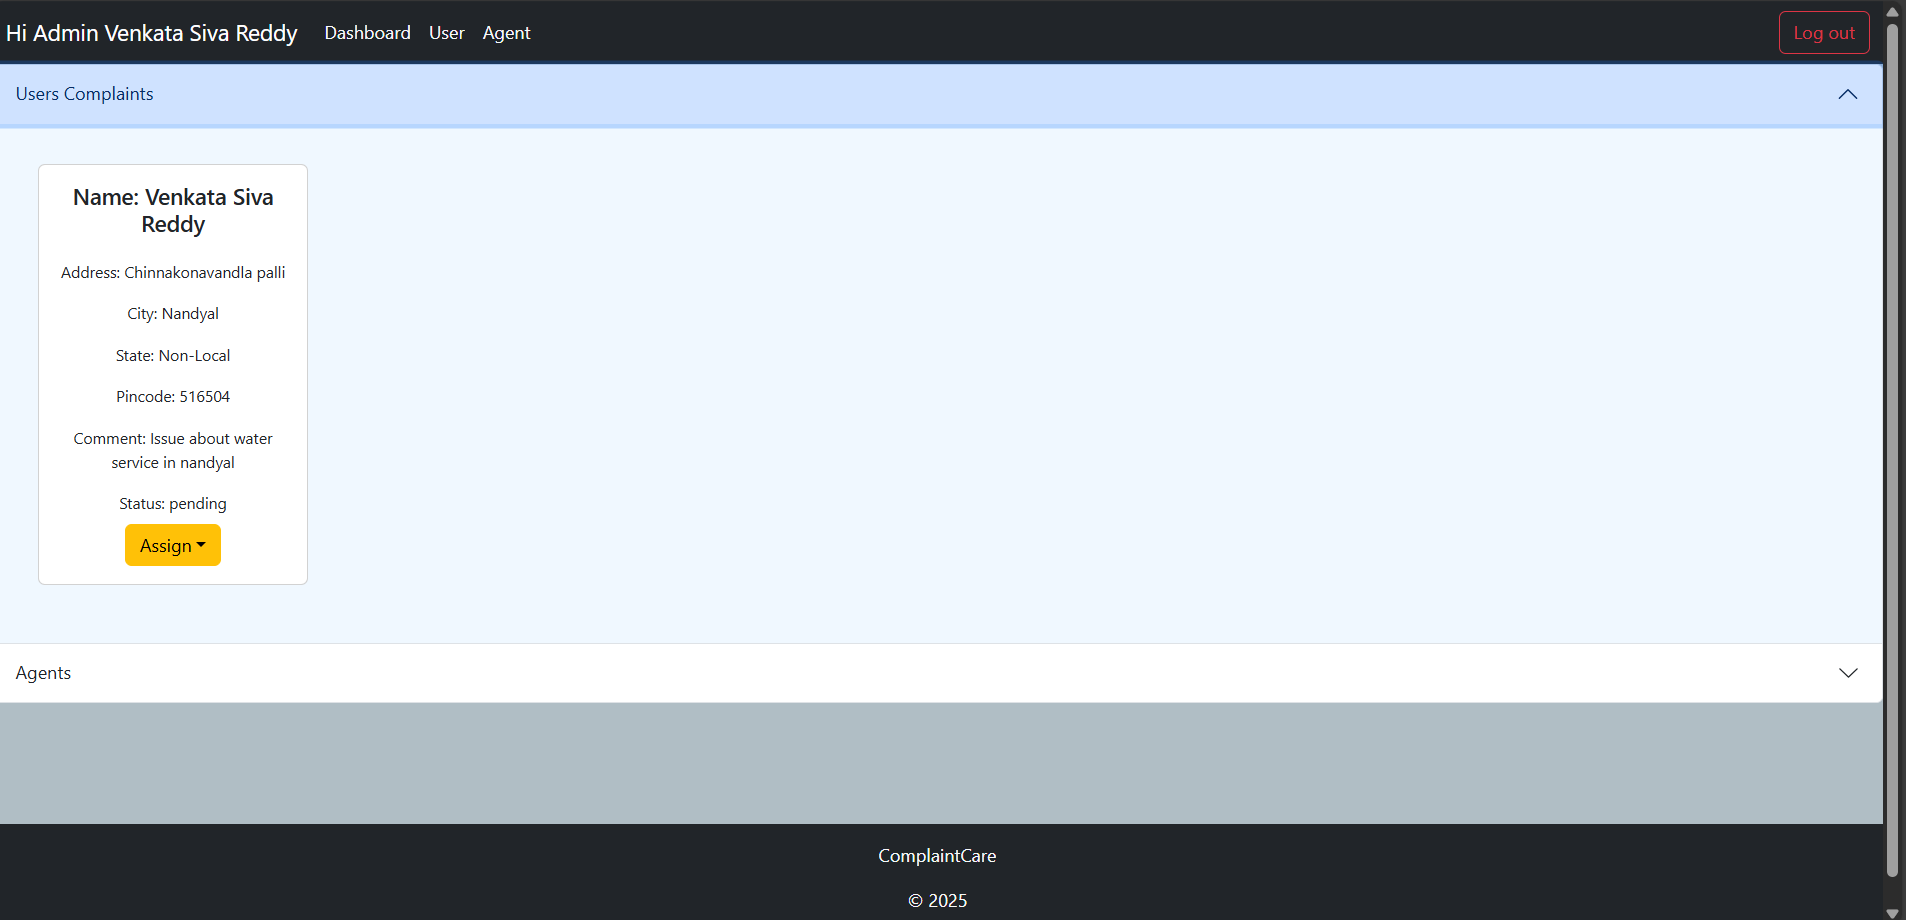 Hi Admin Venkata Siva Reddy Dashboard User Agent Log out
Users Complaints
Name: Venkata Siva
Reddy
Address: Chinnakonavandla palli
City: Nandyal
State: Non-Local
Pincode: 516504
Comment: Issue about water
service in nandyal
Status: pending
Assign
Agents
ComplaintCare
© 2025